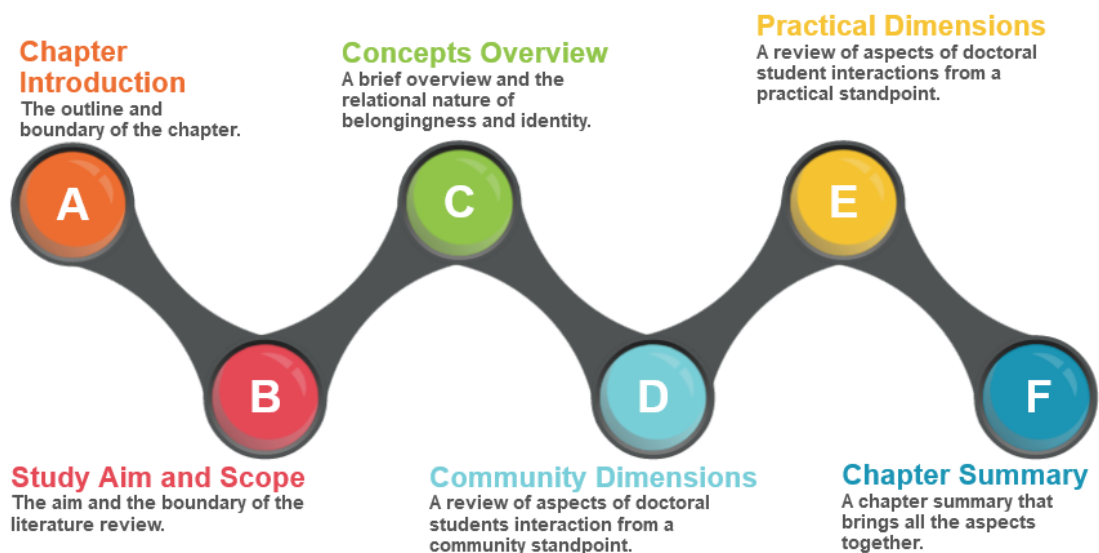 Chapter
Introduction
The outline and
boundary of the chapter.
A
Study Aim and Scope
The aim and the boundary of the
literature review.
B
Concepts Overview
A brief overview and the
relational nature of
belongingness and identity.
C
Community Dimensions
A review of aspects of doctoral
students interaction from a
community standpoint.
D
Practical Dimensions
A review of aspects of doctoral
student interactions from a
practical standpoint.
E
Chapter Summary
A chapter summary that
brings all the aspects
together.
F